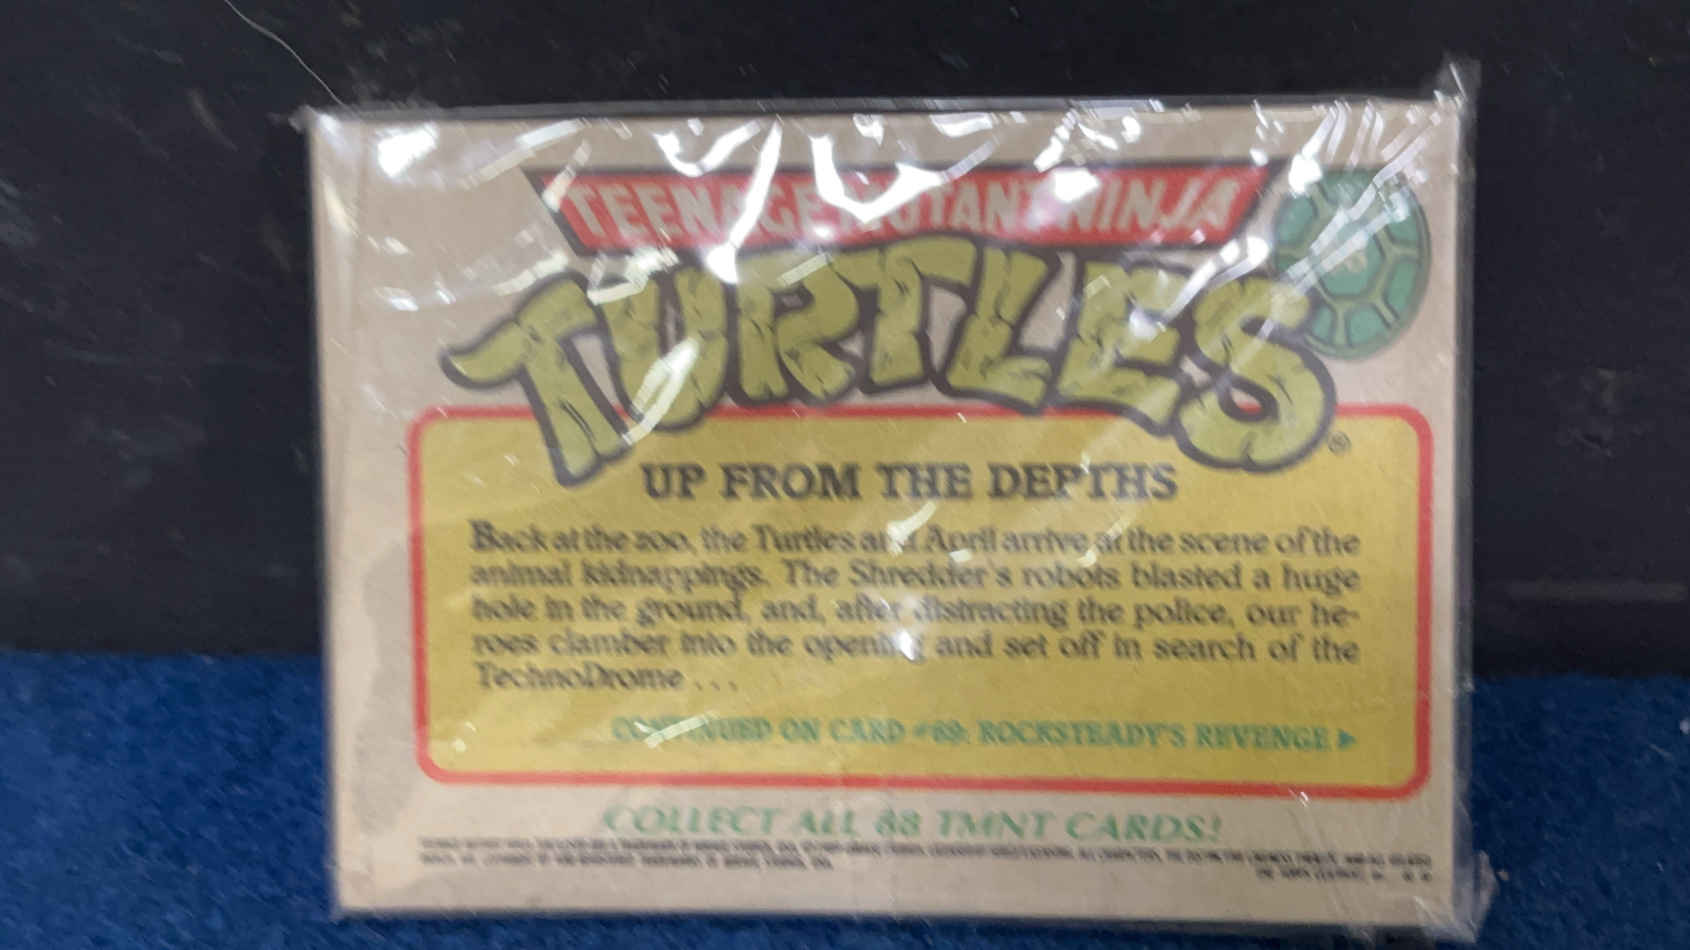 TEENAGE MUTANT NINJA
TURTLES
®
UP FROM THE DEPTHS
Back at the zoo, the Turtles and April arrive at the scene of the
animal kidnappings. The Shredder's robots blasted a huge
hole in the ground, and, after distracting the police, our he-
roes clamber into the opening and set off in search of the
TechnoDrome . . .
CONTINUED ON CARD #69: ROCKSTEADY'S REVENGE ▶
COLLECT ALL 88 TMNT CARDS!